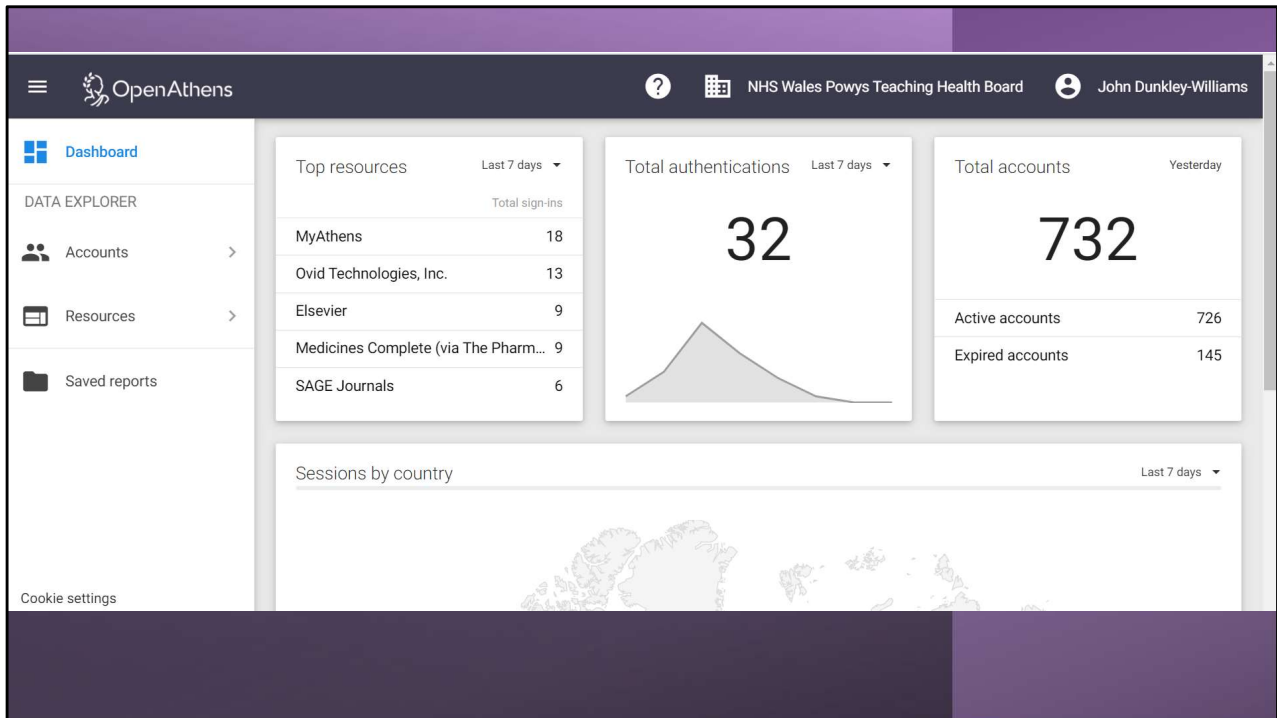 OpenAthens
NHS Wales Powys Teaching Health Board
John Dunkley-Williams
Dashboard
DATA EXPLORER
Accounts
Resources
Saved reports
Cookie settings
Top resources Last 7 days
Total sign-ins
MyAthens 18
Ovid Technologies, Inc. 13
Elsevier 9
Medicines Complete (via The Pharm... 9
SAGE Journals 6
Total authentications Last 7 days
32
Total accounts Yesterday
732
Active accounts 726
Expired accounts 145
Sessions by country Last 7 days